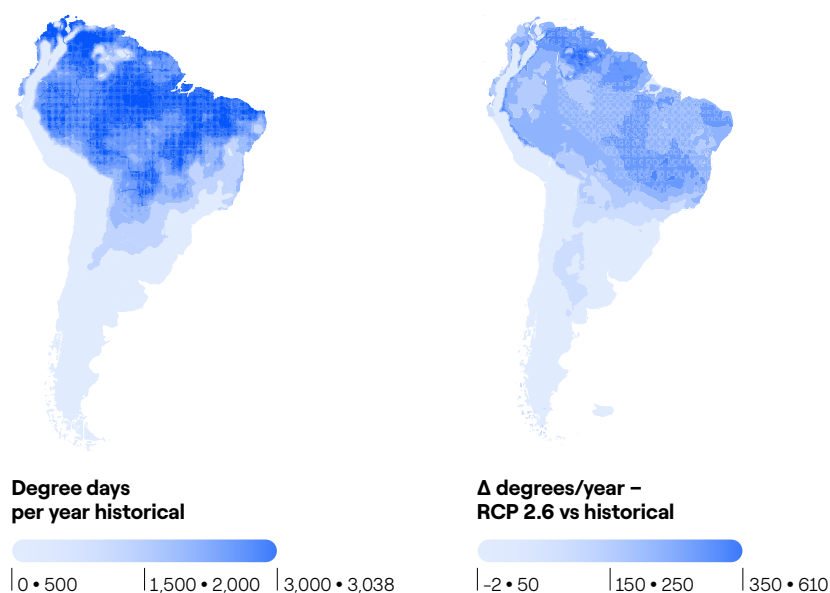 Degree days
per year historical
0 • 500
1,500 • 2,000
3,000 • 3,038
Δ degrees/year –
RCP 2.6 vs historical
-2 • 50
150 • 250
350 • 610